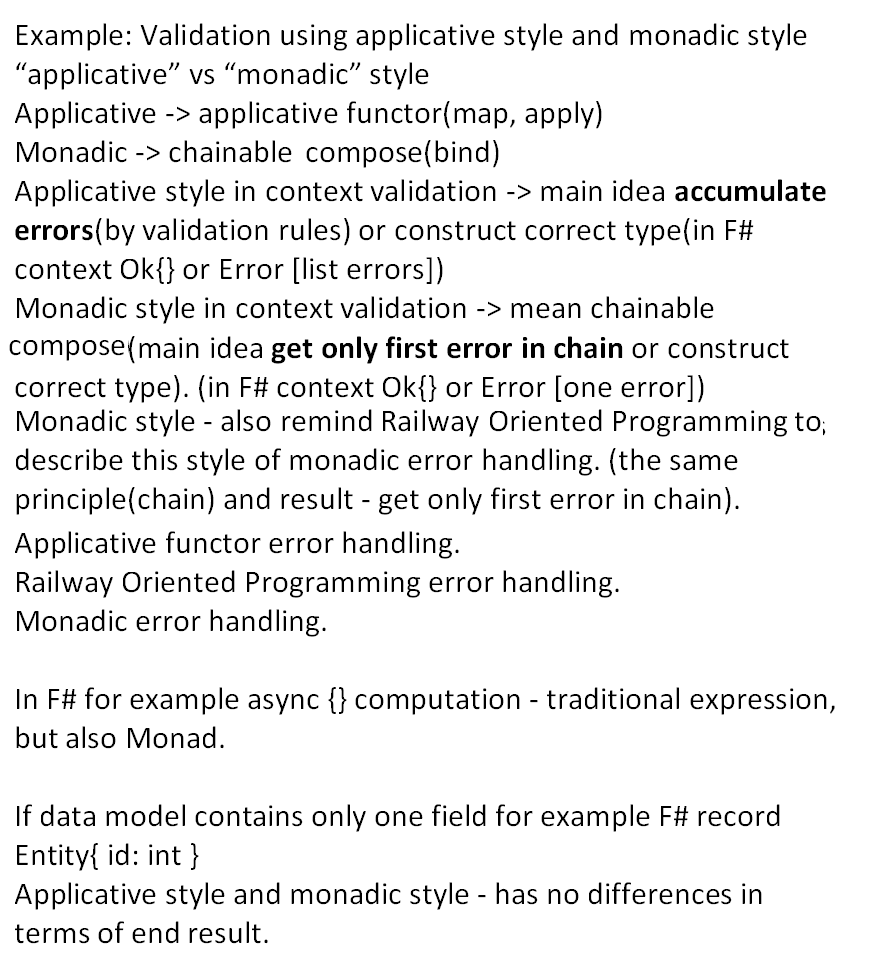 Example: Validation using applicative style and monadic style
“applicative” vs “monadic” style
Applicative -> applicative functor(map, apply)
Monadic -> chainable compose(bind)
Applicative style in context validation -> main idea accumulate
errors(by validation rules) or construct correct type(in F#
context Ok{} or Error [list errors])
Monadic style in context validation -> mean chainable
compose(main idea get only first error in chain or construct
correct type). (in F# context Ok{} or Error [one error])
Monadic style - also remind Railway Oriented Programming to;
describe this style of monadic error handling. (the same
principle(chain) and result - get only first error in chain).
Applicative functor error handling.
Railway Oriented Programming error handling.
Monadic error handling.
In F# for example async {} computation - traditional expression,
but also Monad.
If data model contains only one field for example F# record
Entity{ id: int }
Applicative style and monadic style - has no differences in
terms of end result.